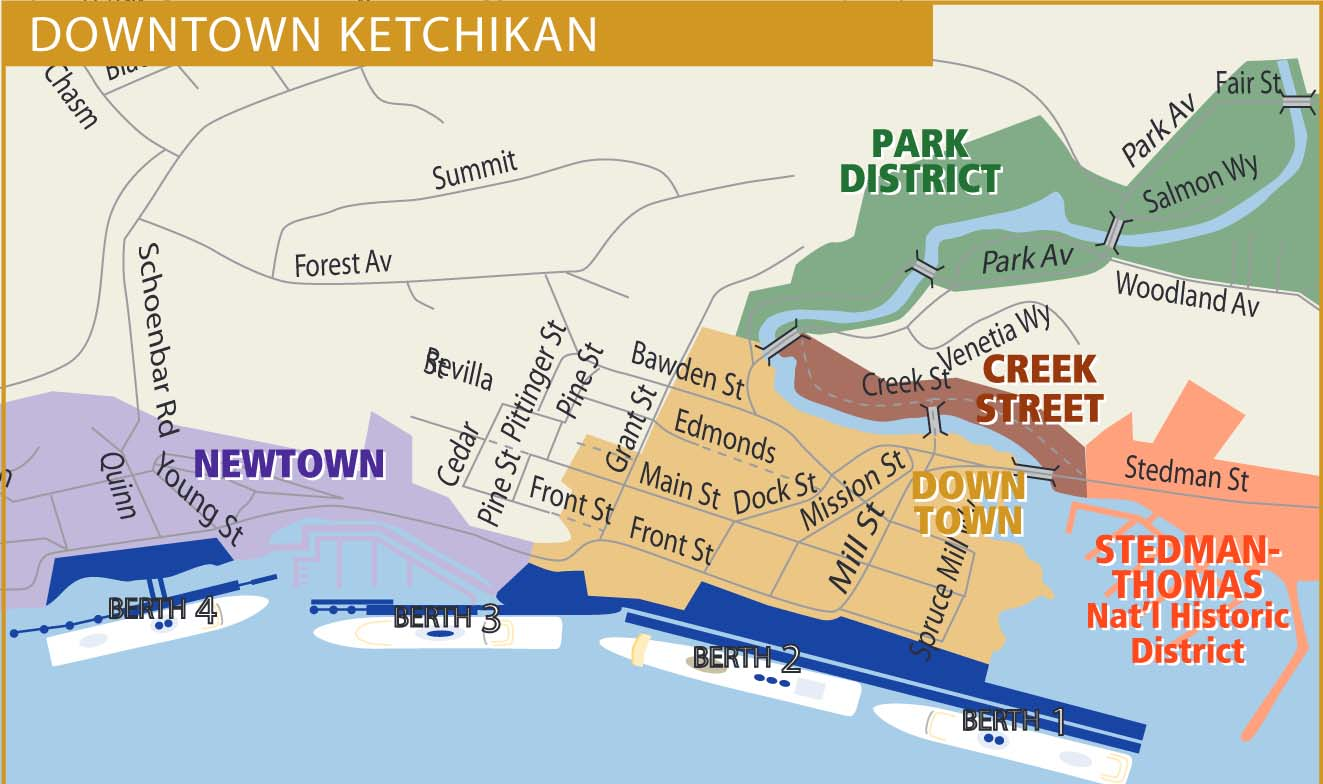 DOWNTOWN KETCHIKAN
Chasm
Fair St
Park Av
PARK
DISTRICT
Summit
Salmon Wy
Schoenbar Rd
Forest Av
Park Av
Woodland Av
Venetia Wy
Pittinger St
Pine St
Bawden St
Revilla
St
Creek St
CREEK
STREET
Grant St
Edmonds
Cedar
NEWTOWN
Quinn
Young St
Pine St
Front St
Main St
Dock St
Mission St
DOWN
TOWN
Stedman St
Front St
Mill St
Spruce Mill
STEDMAN-
THOMAS
Nat'l Historic
District
BERTH 4
BERTH 3
BERTH 2
BERTH 1